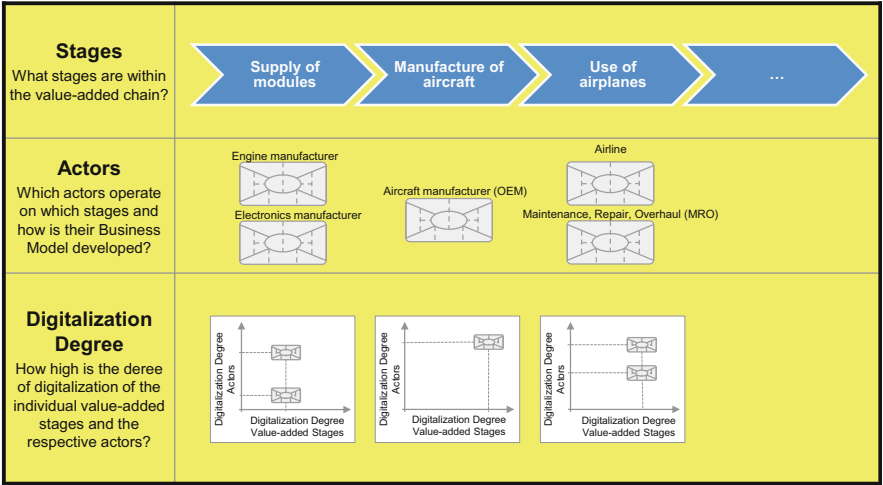 Stages
What stages are within
the value-added chain?
Supply of
modules
Manufacture of
aircraft
Use of
airplanes
...
Actors
Which actors operate
on which stages and
how is their Business
Model developed?
Engine manufacturer
Electronics manufacturer
Aircraft manufacturer (OEM)
Airline
Maintenance, Repair, Overhaul (MRO)
Digitalization
Degree
How high is the deree
of digitalization of the
individual value-added
stages and the
respective actors?
Digitalization Degree
Actors
Digitalization Degree
Value-added Stages
Digitalization Degree
Actors
Digitalization Degree
Value-added Stages
Digitalization Degree
Actors
Digitalization Degree
Value-added Stages